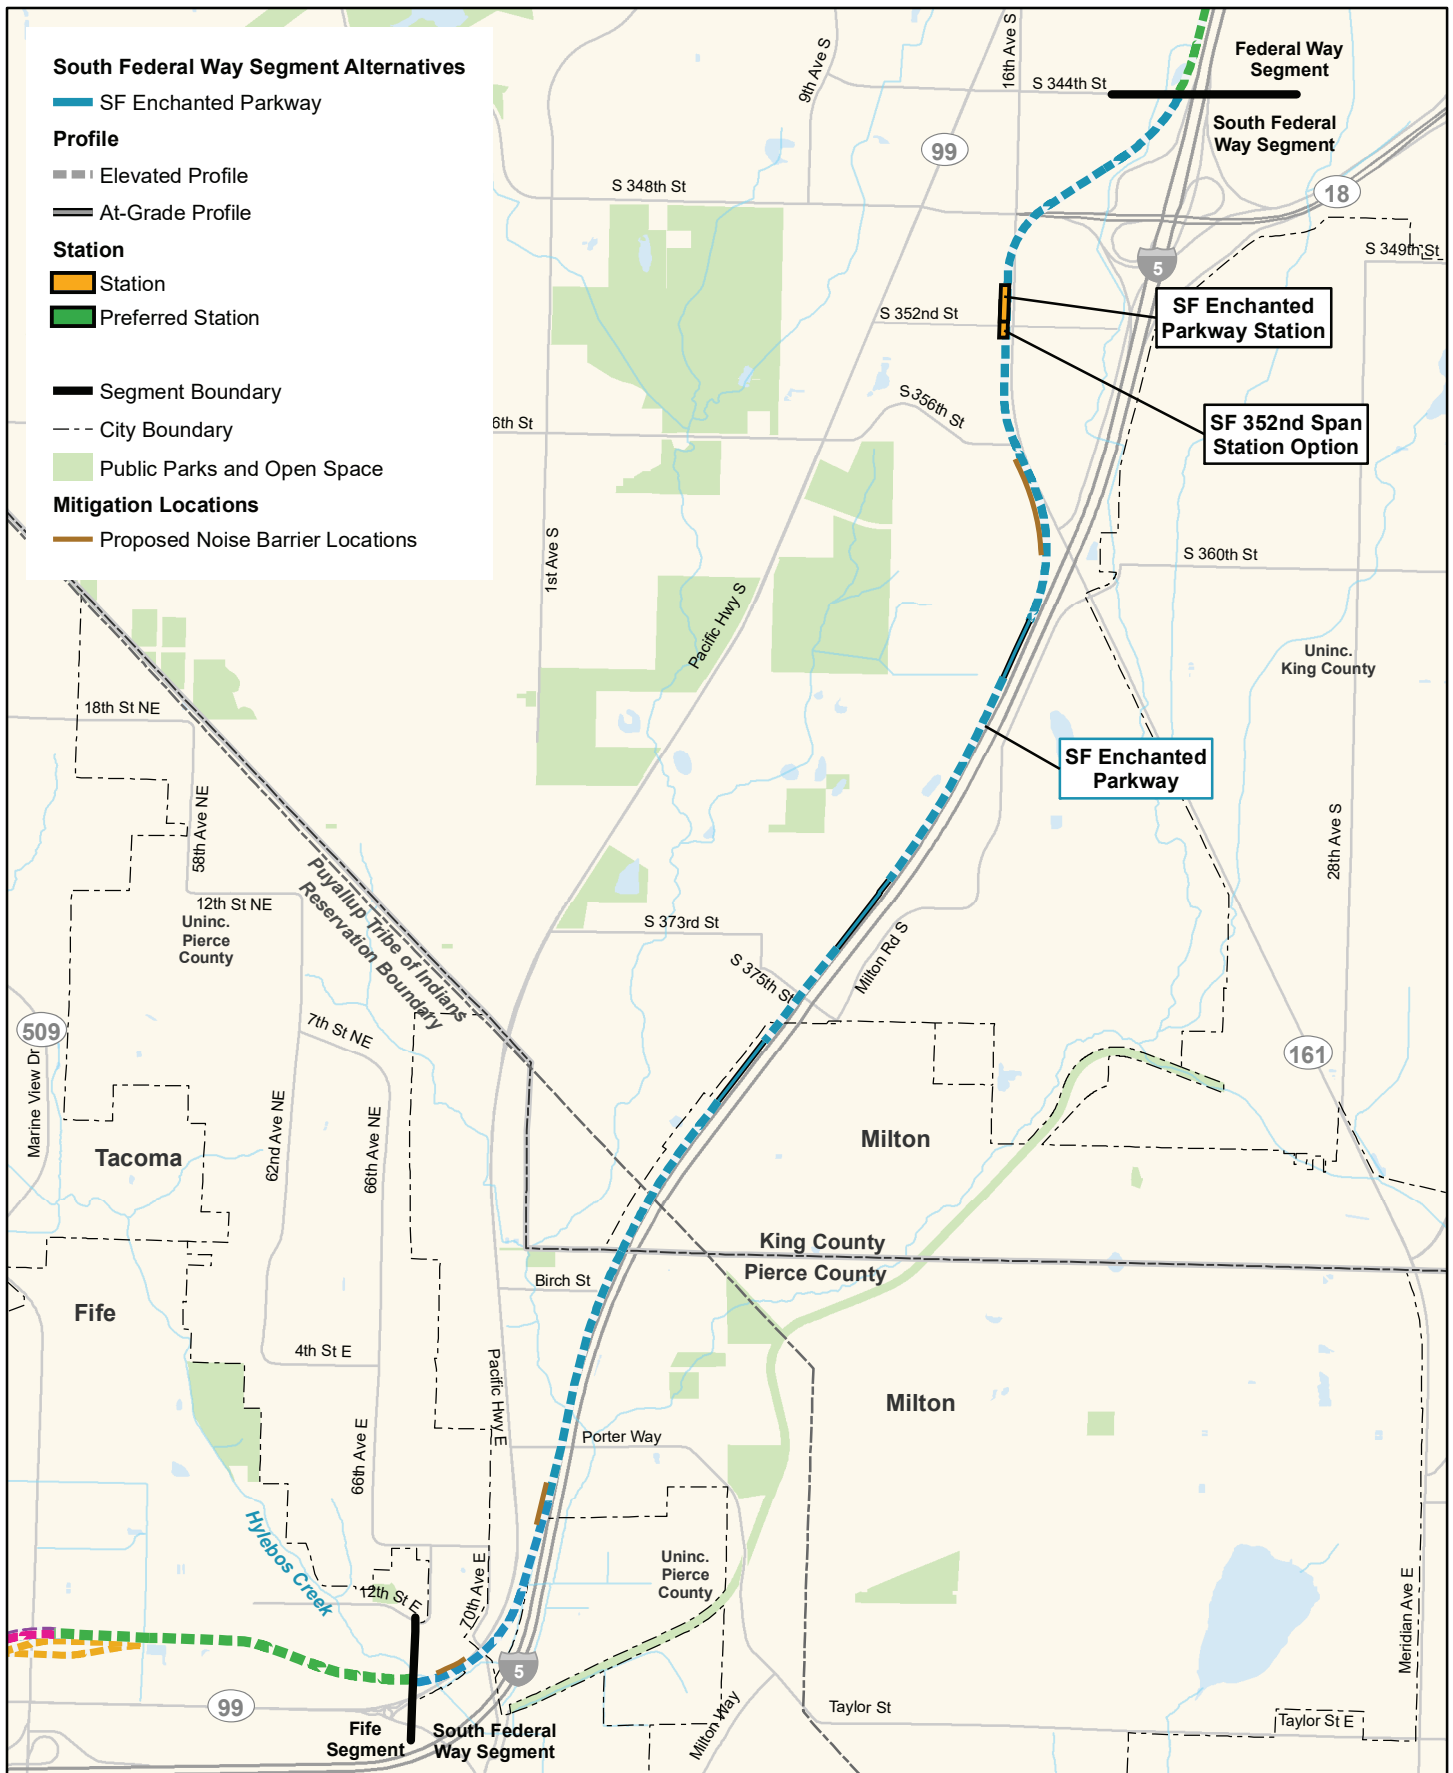 South Federal Way Segment Alternatives
SF Enchanted Parkway
Profile
Elevated Profile
At-Grade Profile
Station
Station
Preferred Station
Segment Boundary
City Boundary
Public Parks and Open Space
Mitigation Locations
Proposed Noise Barrier Locations
9th Ave S
16th Ave S
S 344th St
Federal Way
Segment
South Federal
Way Segment
99
18
S 348th St
S 349th St
5
SF Enchanted
Parkway Station
S 352nd St
SF 352nd Span
Station Option
S 356th St
6th St
1st Ave S
S 360th St
Pacific Hwy S
Uninc.
King County
18th St NE
SF Enchanted
Parkway
58th Ave NE
28th Ave S
Puyallup Tribe of Indians
Reservation Boundary
12th St NE
Uninc.
Pierce
County
S 373rd St
S 375th St
Milton Rd S
509
7th St NE
161
Marine View Dr
62nd Ave NE
66th Ave NE
Tacoma
Milton
King County
Pierce County
Birch St
Fife
4th St E
Pacific Hwy E
Milton
66th Ave E
Porter Way
Hylebos Creek
Uninc.
Pierce
County
12th St E
70th Ave E
Meridian Ave E
5
99
Fife
Segment
South Federal
Way Segment
Milton Way
Taylor St
Taylor St E